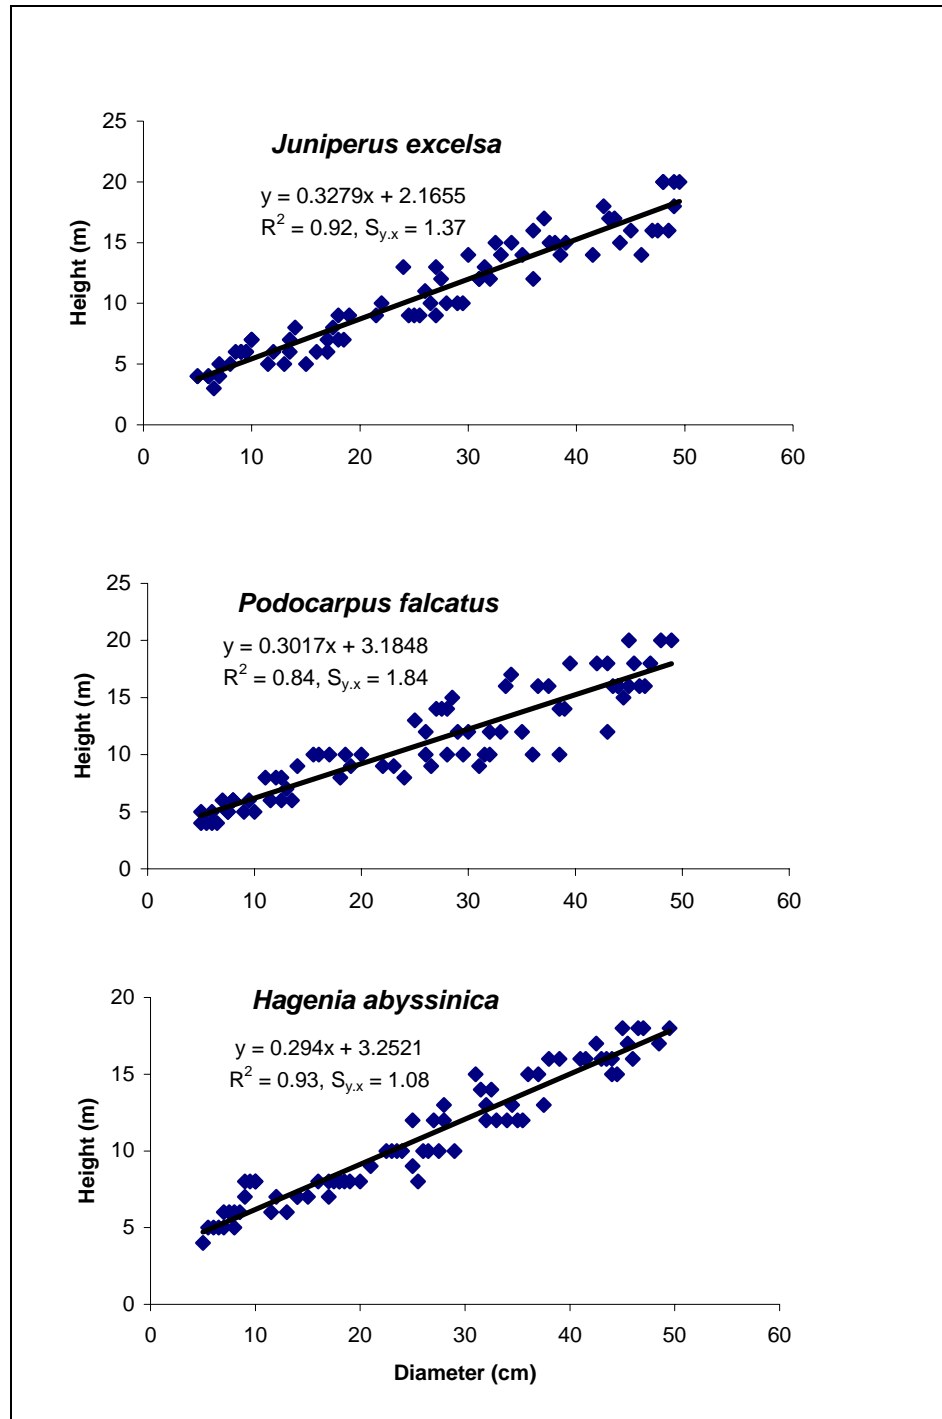 Juniperus excelsa
y = 0.3279x + 2.1655
R² = 0.92, Sy.x = 1.37
Height (m)
25
20
15
10
5
0
0 10 20 30 40 50 60
Podocarpus falcatus
y = 0.3017x + 3.1848
R² = 0.84, Sy.x = 1.84
Height (m)
25
20
15
10
5
0
0 10 20 30 40 50 60
Hagenia abyssinica
y = 0.294x + 3.2521
R² = 0.93, Sy.x = 1.08
Height (m)
20
15
10
5
0
0 10 20 30 40 50 60
Diameter (cm)